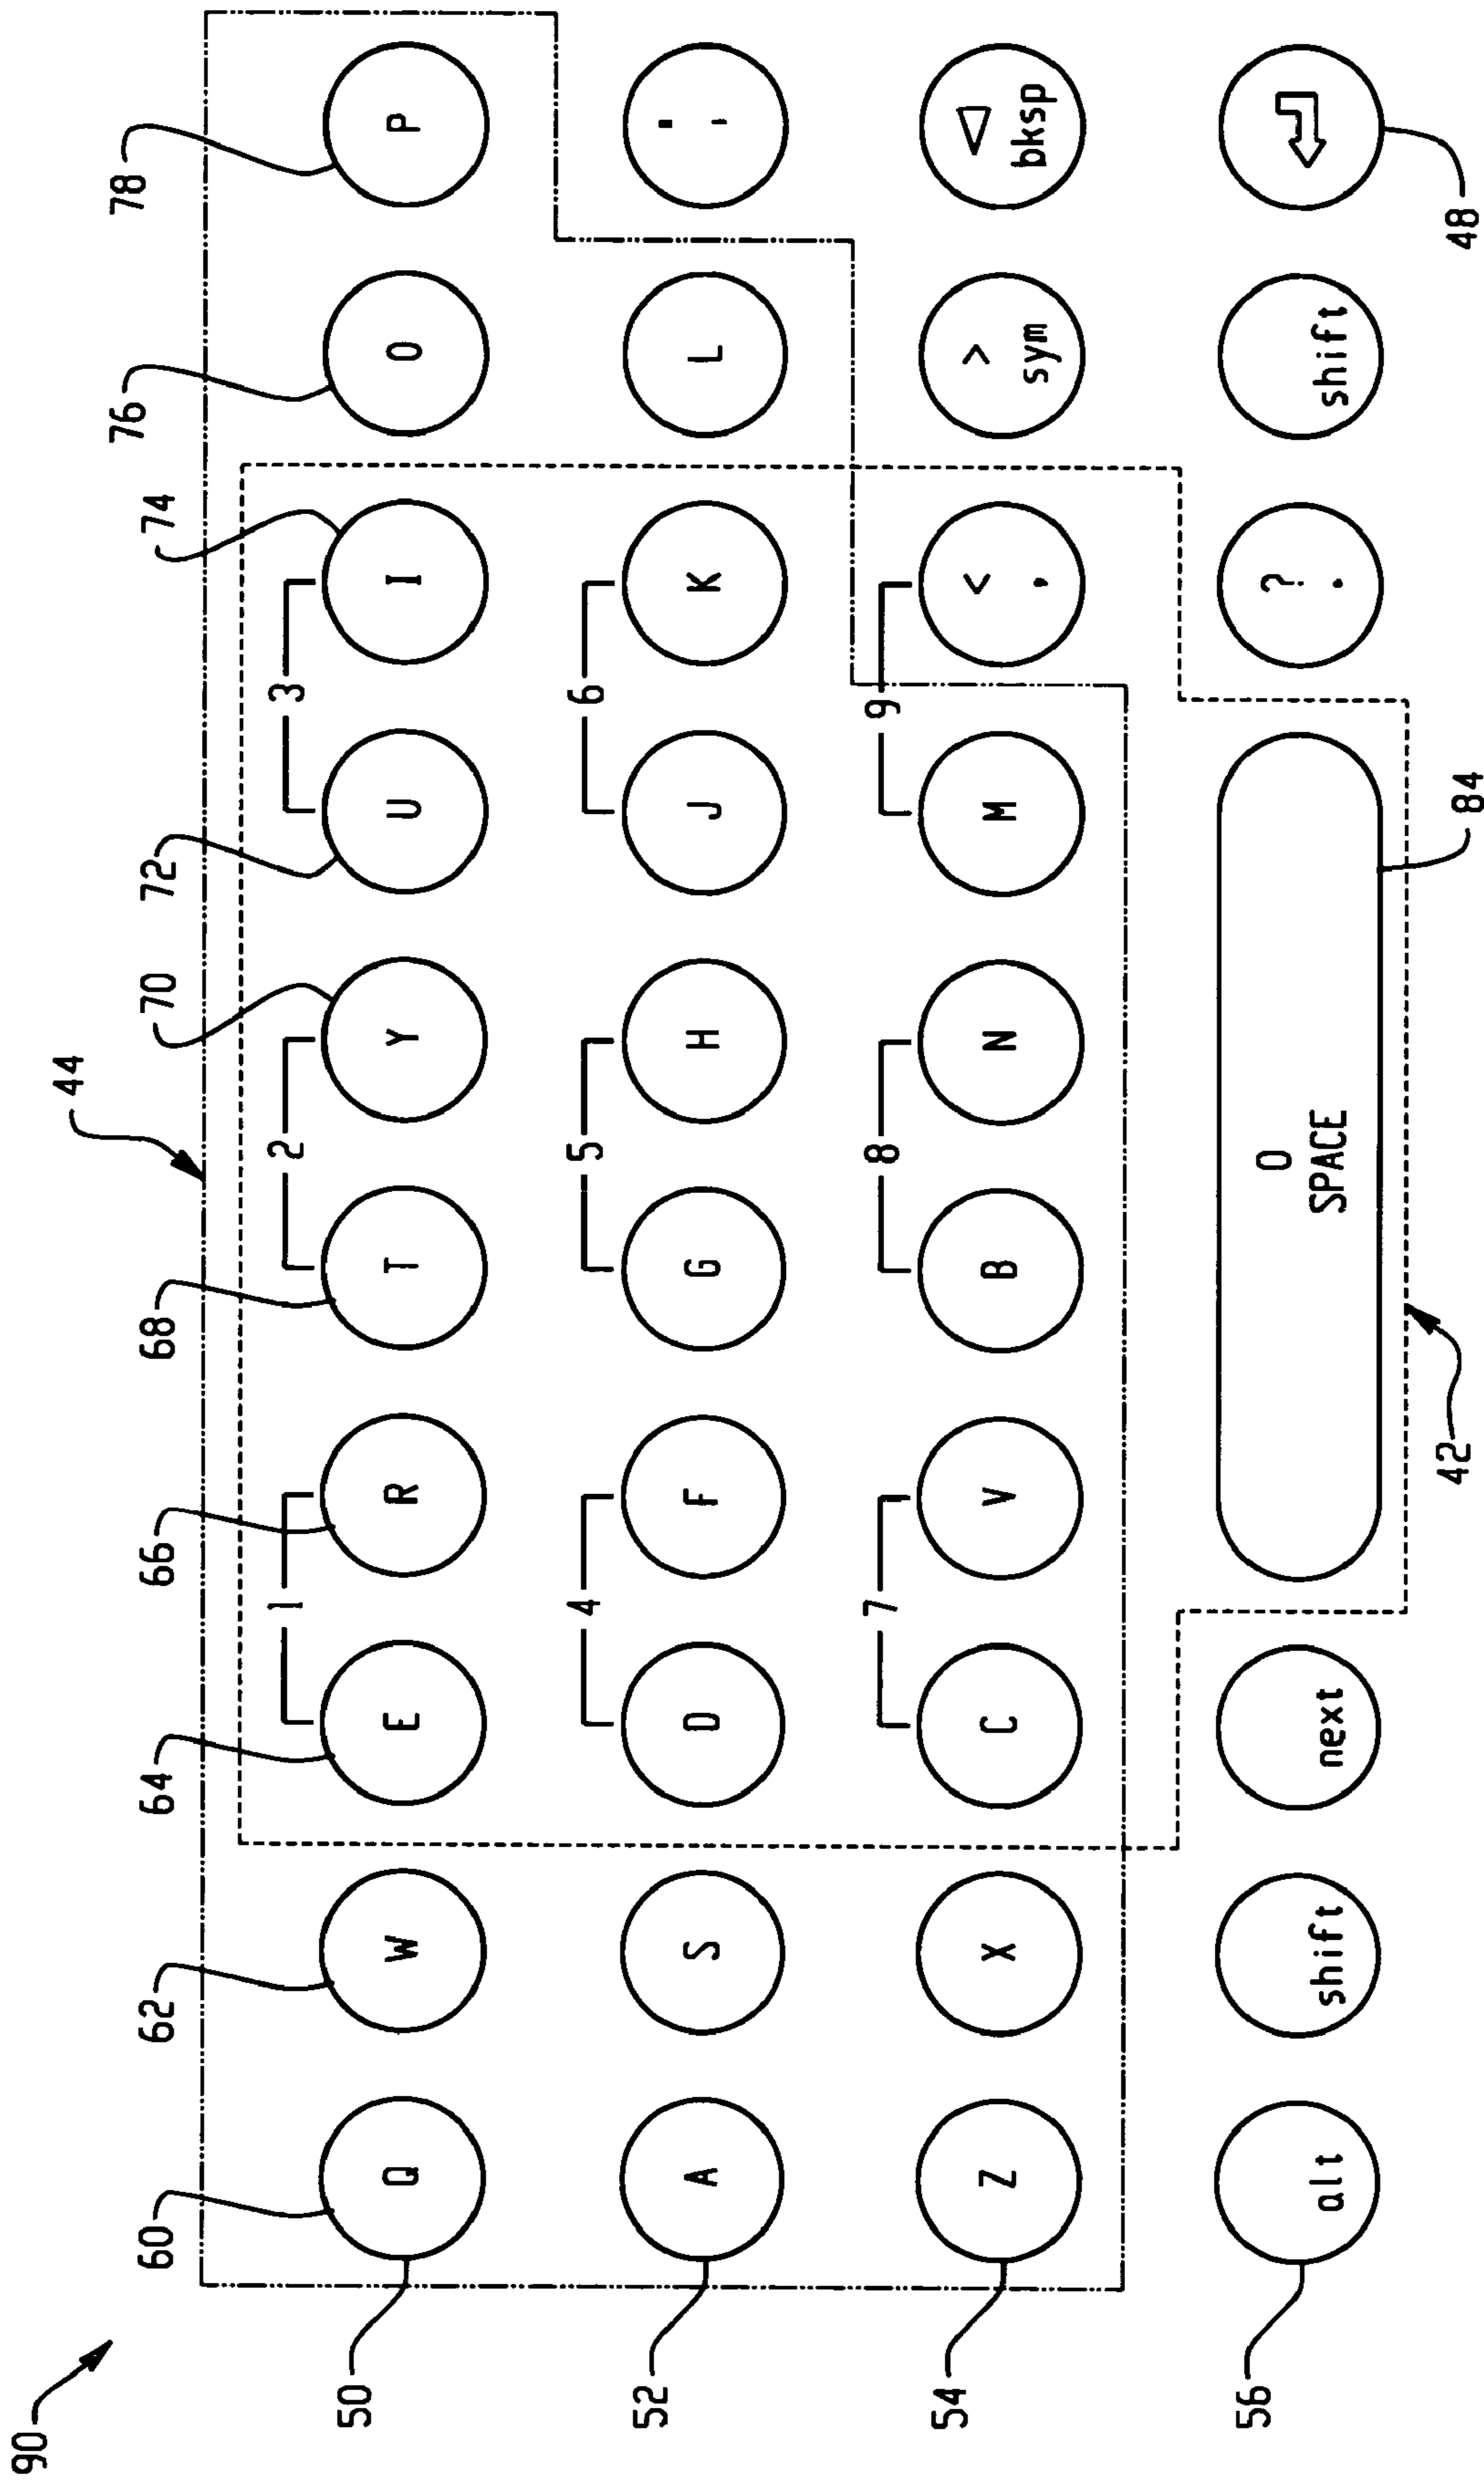 90
44
60 62 64 66 68 70 72 74 76 78
1 2 3
50 Q W E R T Y U I O P
4 5 6
52 A S D F G H J K L
7 8 9
54 Z X C V B N M < , > sym bksp
56 alt shift next 0 SPACE ? . shift
42 84 48